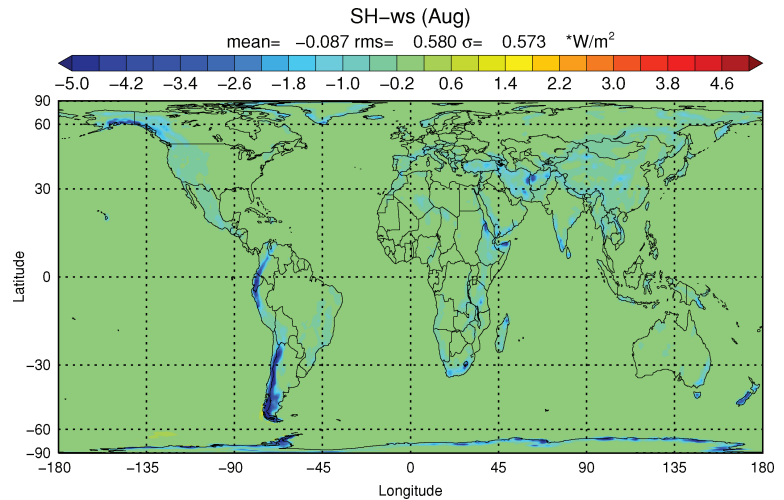 SH−ws (Aug)
mean= −0.087 rms= 0.580 σ= 0.573 *W/m²
−5.0 −4.2 −3.4 −2.6 −1.8 −1.0 −0.2 0.6 1.4 2.2 3.0 3.8 4.6
90
60
30
0
−30
−60
−90
Latitude
−180 −135 −90 −45 0 45 90 135 180
Longitude